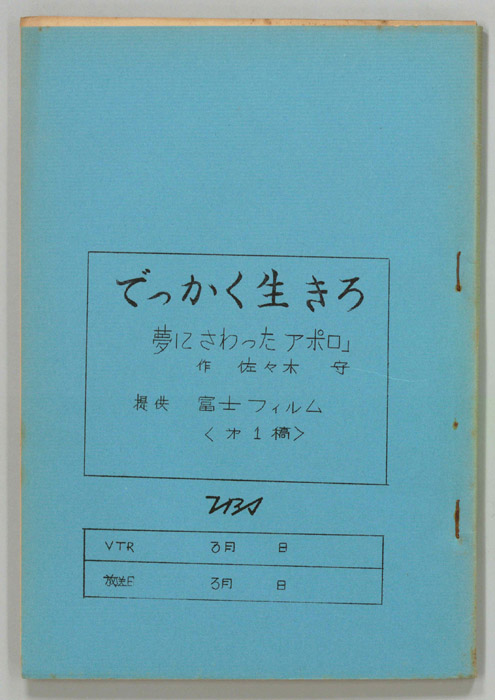 でっかく生きろ
夢にさわったアポロ」
作 佐々木 守
提供 富士フィルム
〈才1稿〉
TBS
VTR 3月 日
放送日 3月 日